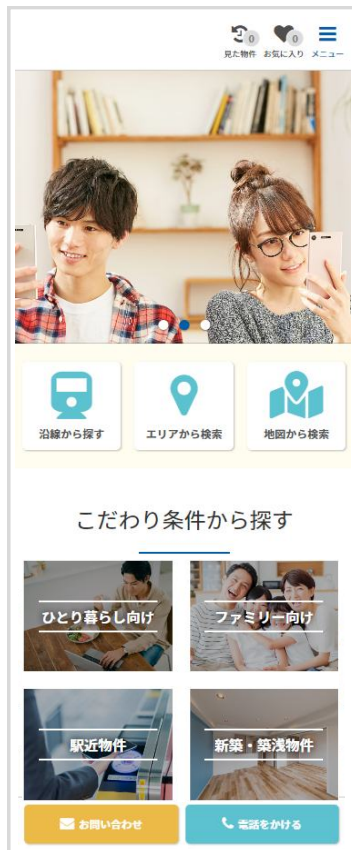 0
0
見た物件 お気に入り メニュー
沿線から探す
エリアから検索
地図から検索
こだわり条件から探す
ひとり暮らし向け
ファミリー向け
駅近物件
新築・築浅物件
お問い合わせ
電話をかける